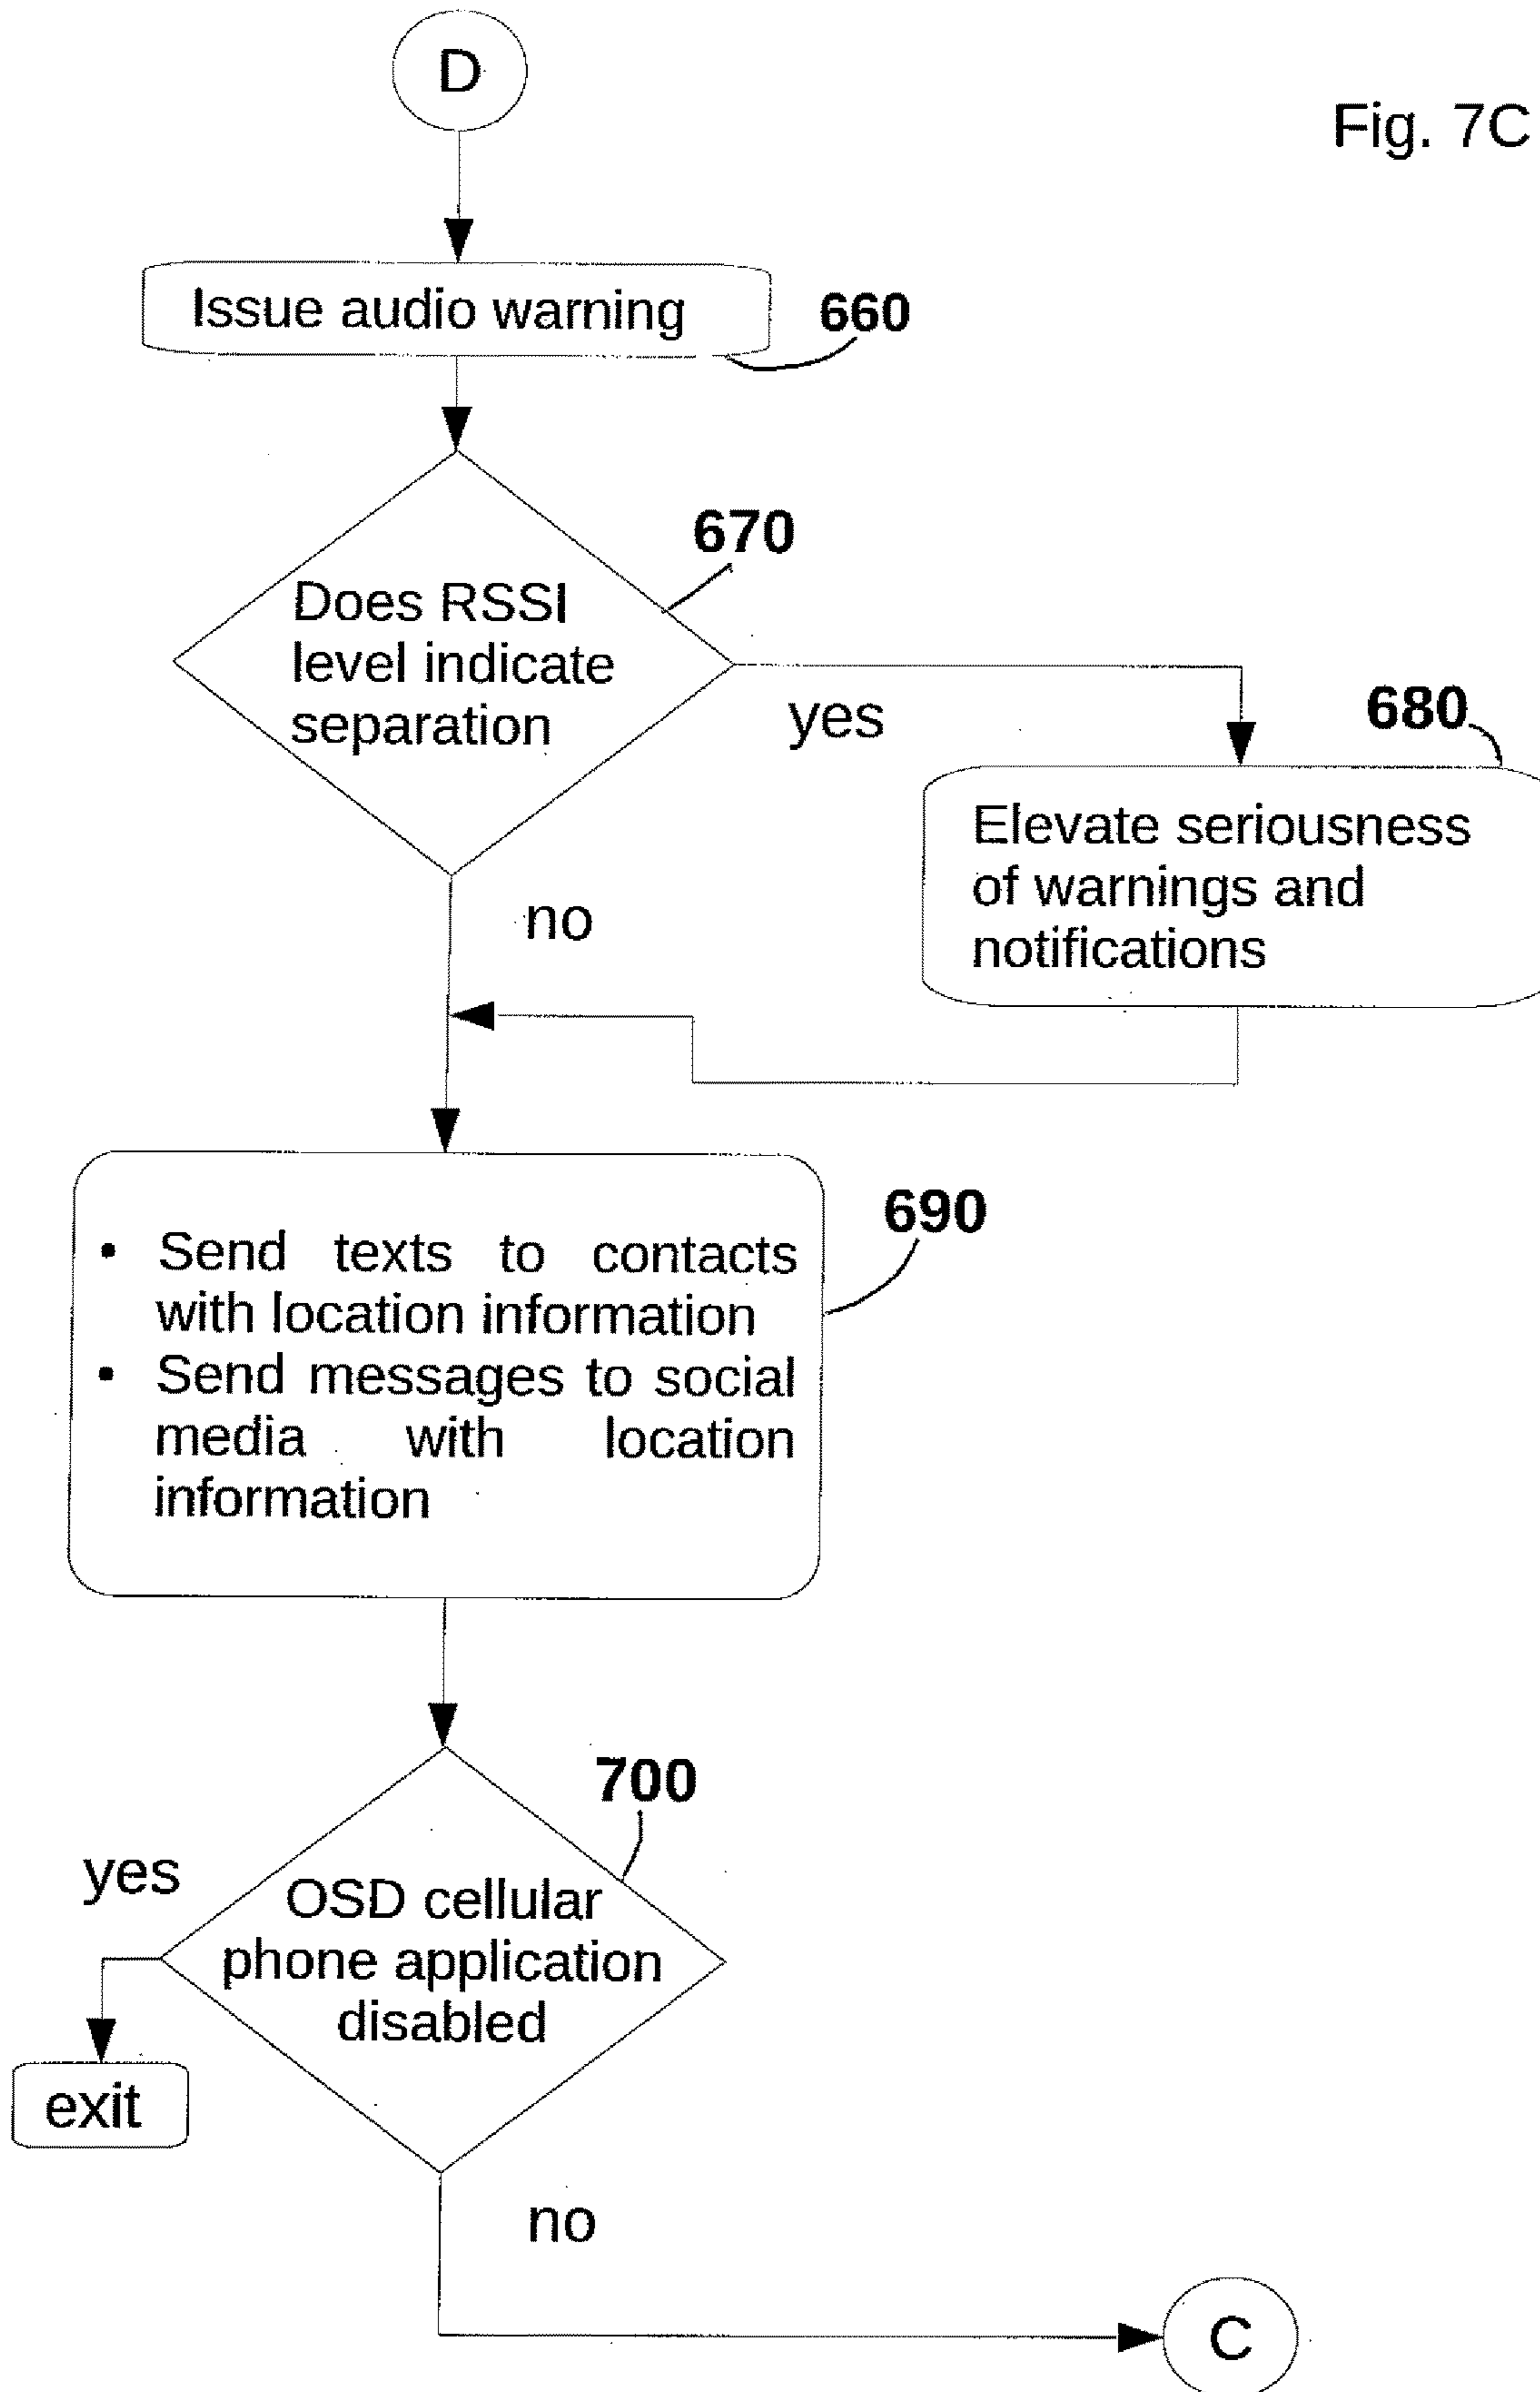 D
Fig. 7C
Issue audio warning
660
670
Does RSSI
level indicate
separation
yes
680
Elevate seriousness
of warnings and
notifications
no
• Send texts to contacts
with location information
690
• Send messages to social
media with location
information
700
yes
OSD cellular
phone application
disabled
exit
no
C